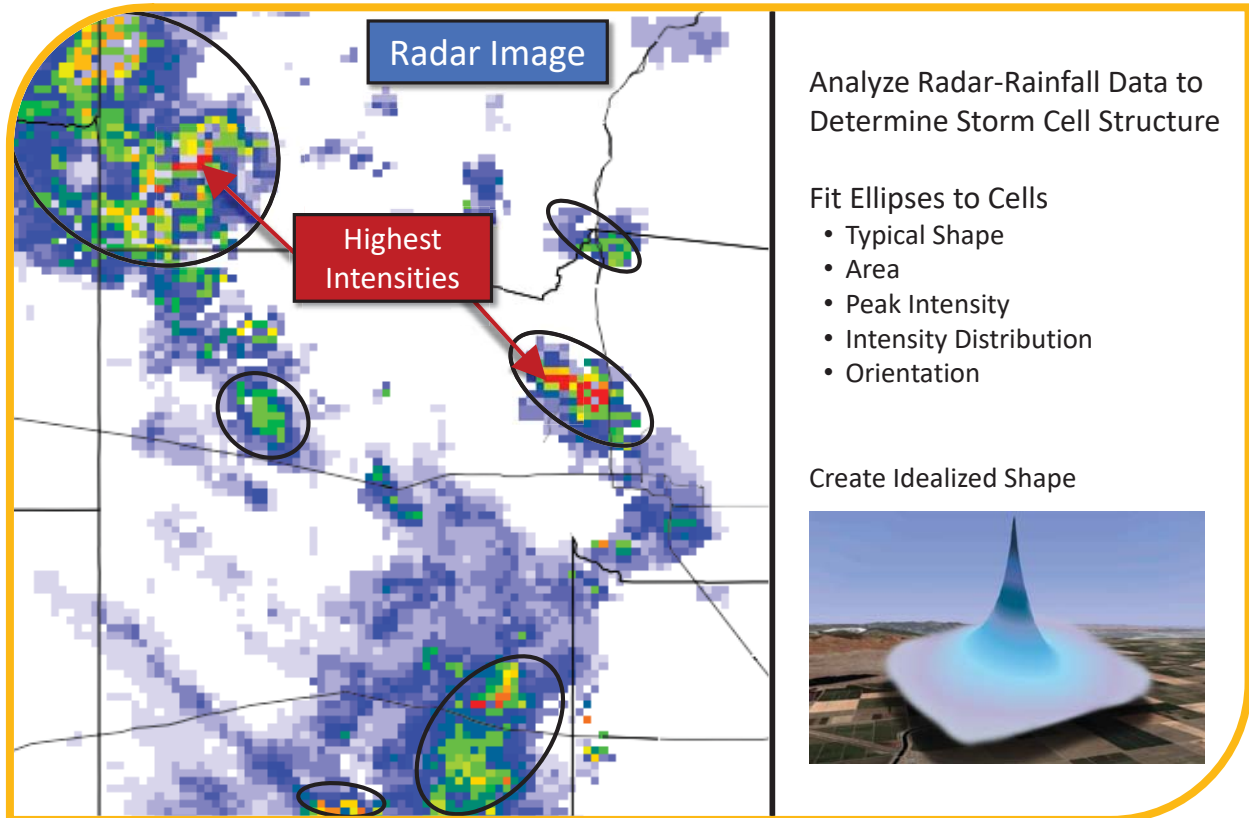 Radar Image
Highest
Intensities
Analyze Radar-Rainfall Data to
Determine Storm Cell Structure
Fit Ellipses to Cells
• Typical Shape
• Area
• Peak Intensity
• Intensity Distribution
• Orientation
Create Idealized Shape